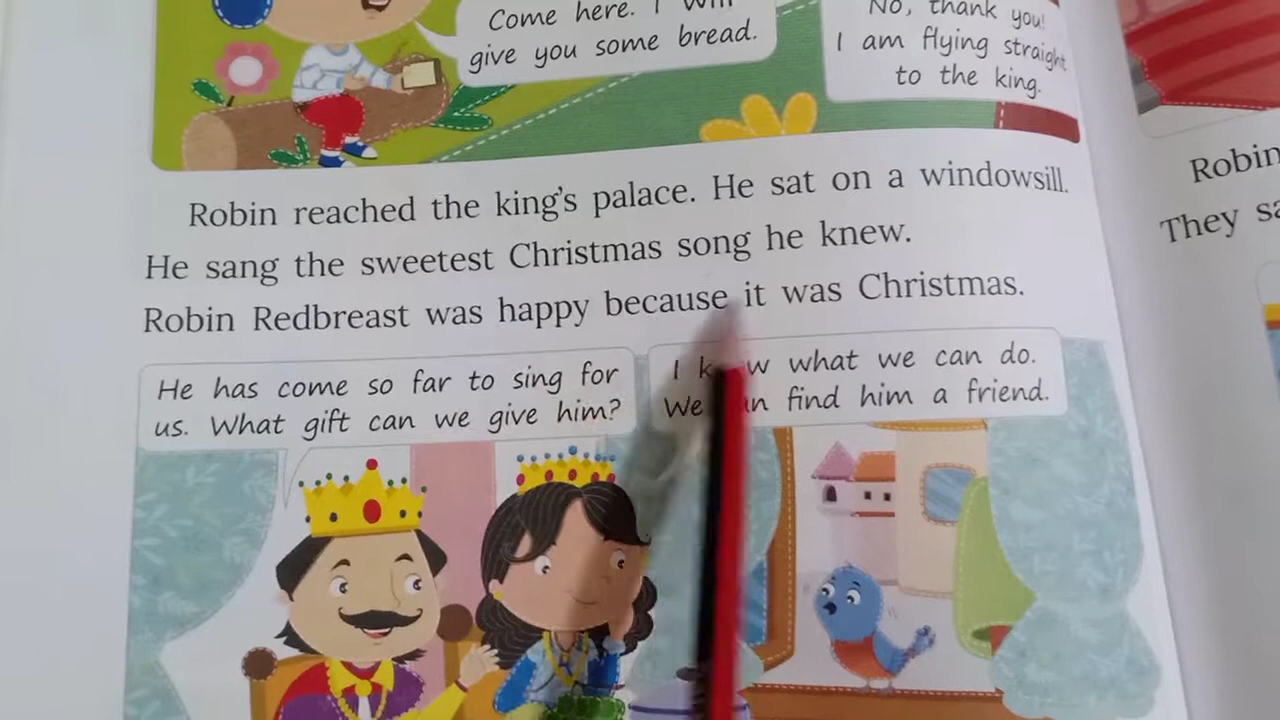 Come here. I will
give you some bread.
No, thank you!
I am flying straight
to the king.
Robin reached the king's palace. He sat on a windowsill.
He sang the sweetest Christmas song he knew.
Robin Redbreast was happy because it was Christmas.
He has come so far to sing for
us. What gift can we give him?
I know what we can do.
We can find him a friend.
Robin
They